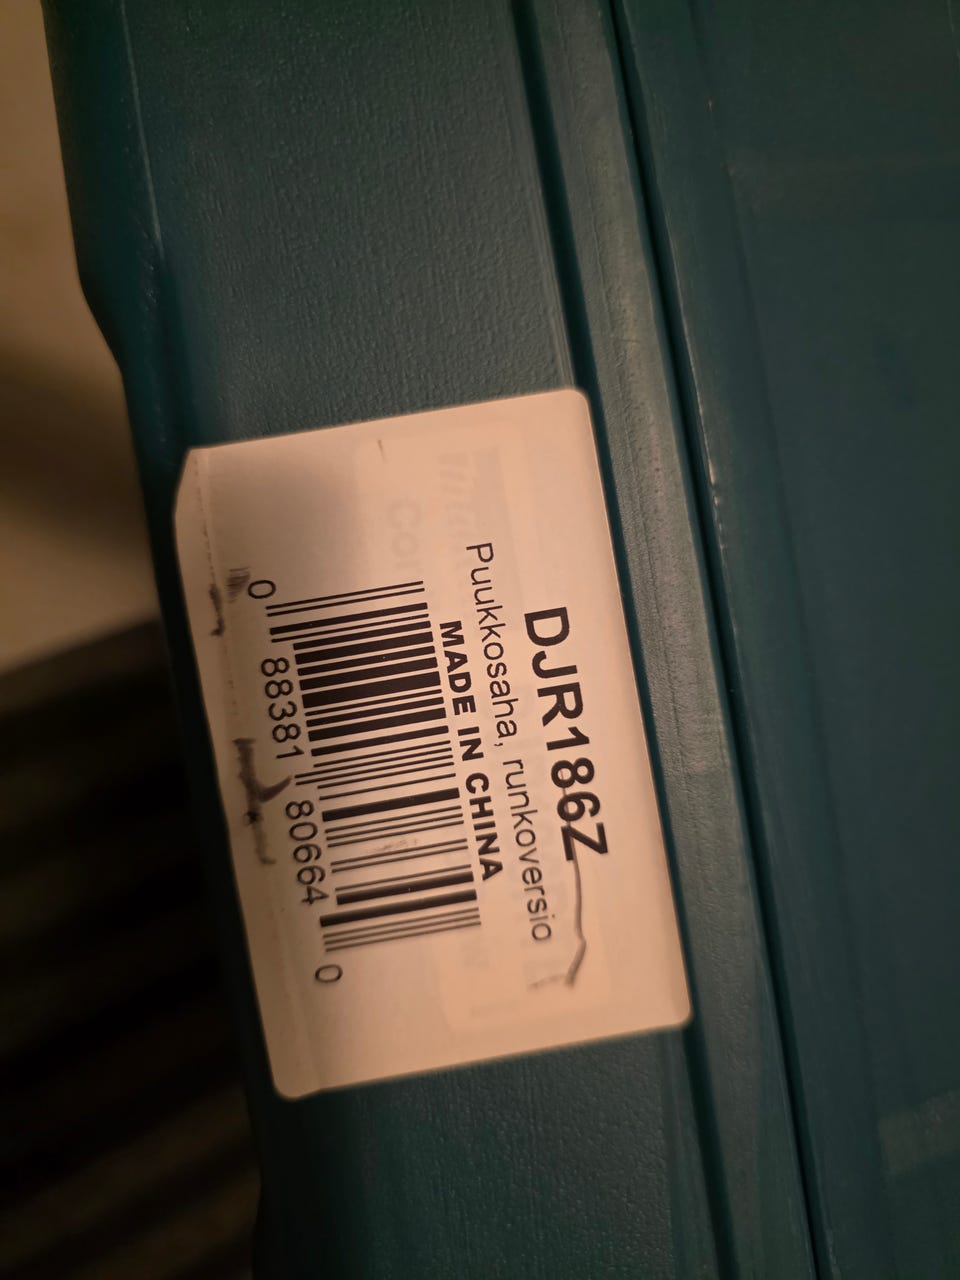 DJR186Z
Puukkosaha, runkoversio
MADE IN CHINA
0 88381 80664 0